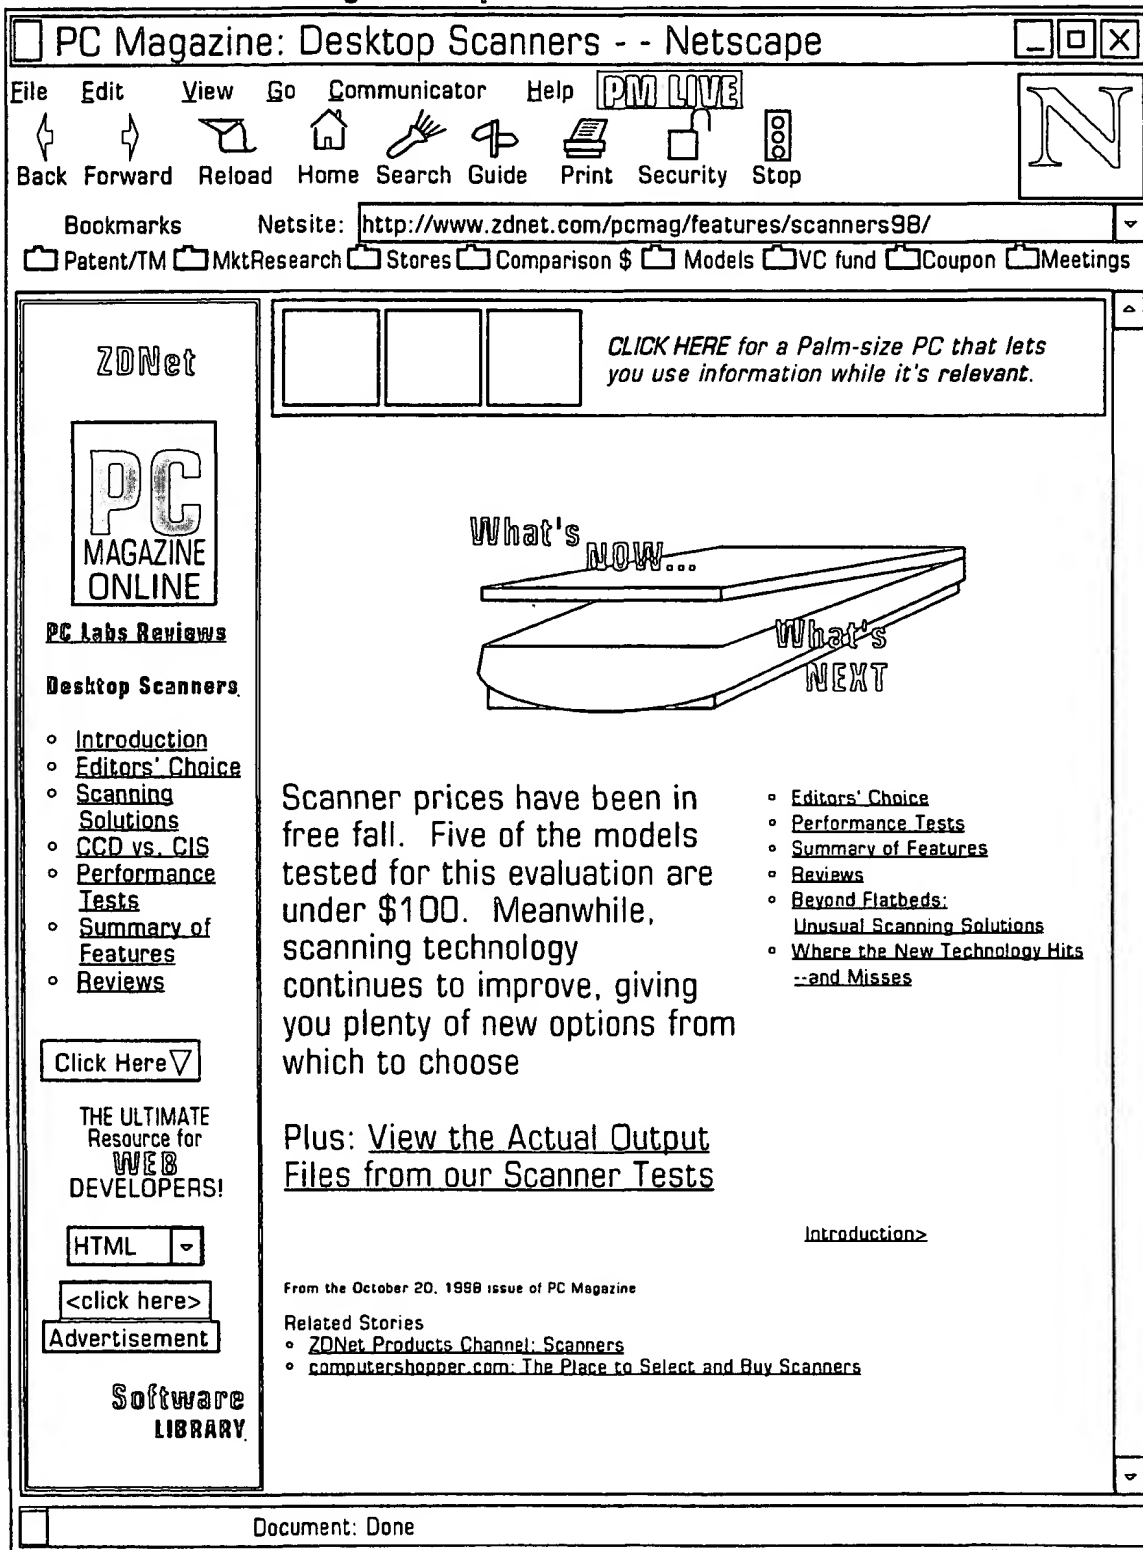 PC Magazine: Desktop Scanners - - Netscape
File Edit View Go Communicator Help PM LIVE
N
Back Forward Reload Home Search Guide Print Security Stop
Bookmarks Netsite: http://www.zdnet.com/pcmag/features/scanners98/
Patent/TM MktResearch Stores Comparison $ Models VC fund Coupon Meetings
ZDNet
PC
MAGAZINE
ONLINE
PC Labs Reviews
Desktop Scanners
Introduction
Editors' Choice
Scanning
Solutions
CCD vs. CIS
Performance
Tests
Summary of
Features
Reviews
Click Here
THE ULTIMATE
Resource for
WEB
DEVELOPERS!
HTML
<click here>
Advertisement
Software
LIBRARY
CLICK HERE for a Palm-size PC that lets
you use information while it's relevant.
What's
NOW...
What's
NEXT
Scanner prices have been in
free fall. Five of the models
tested for this evaluation are
under $100. Meanwhile,
scanning technology
continues to improve, giving
you plenty of new options from
which to choose
Plus: View the Actual Output
Files from our Scanner Tests
Editors' Choice
Performance Tests
Summary of Features
Reviews
Beyond Flatbeds:
Unusual Scanning Solutions
Where the New Technology Hits
--and Misses
Introduction>
From the October 20, 1998 issue of PC Magazine
Related Stories
ZDNet Products Channel: Scanners
computershopper.com: The Place to Select and Buy Scanners
Document: Done